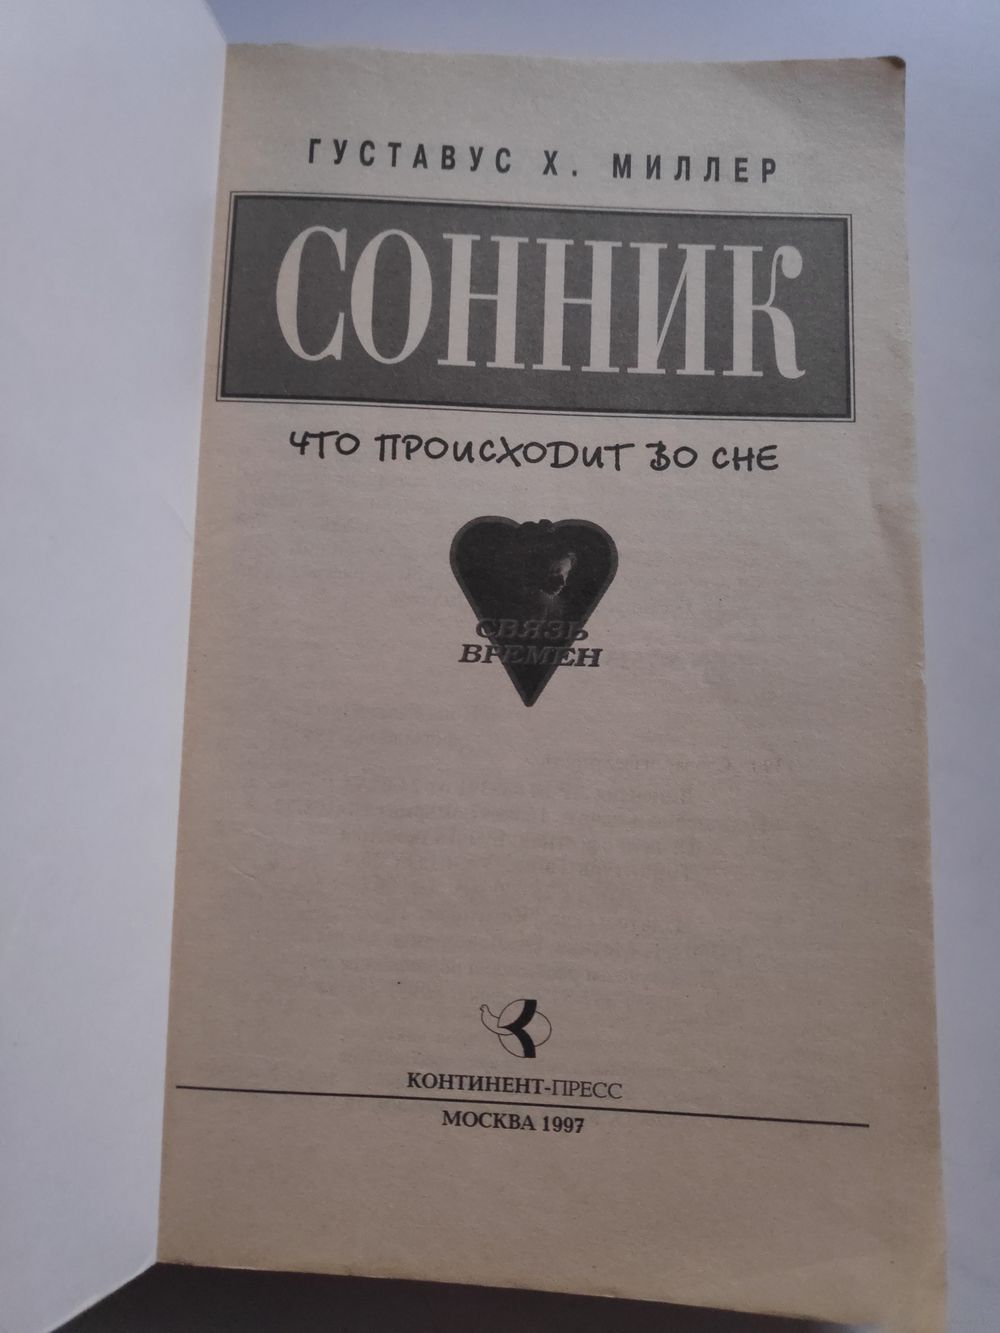 ГУСТАВУС Х. МИЛЛЕР
СОННИК
ЧТО ПРОИСХОДИТ ВО СНЕ
СВЯЗЬ
ВРЕМЕН
КОНТИНЕНТ-ПРЕСС
МОСКВА 1997